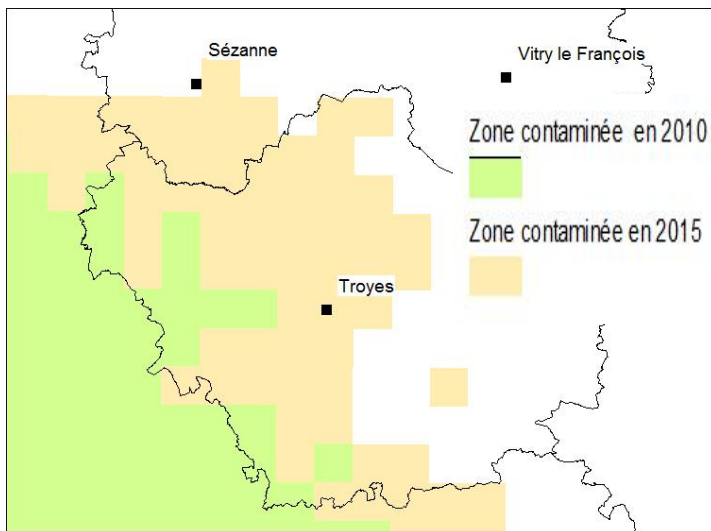 Sézanne
Vitry le François
Zone contaminée en 2010
Zone contaminée en 2015
Troyes